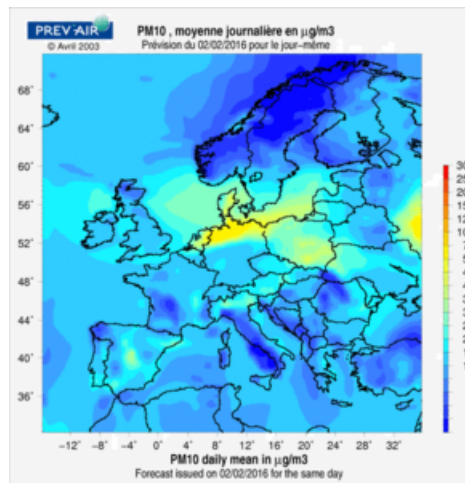 PREV'AIR
© Avril 2003
PM10 , moyenne journalière en µg/m3
Prévision du 02/02/2016 pour le jour-même
68°
64°
60°
56°
52°
48°
44°
40°
36°
-12° -8° -4° 0° 4° 8° 12° 16° 20° 24° 28° 32°
PM10 daily mean in µg/m3
Forecast issued on 02/02/2016 for the same day